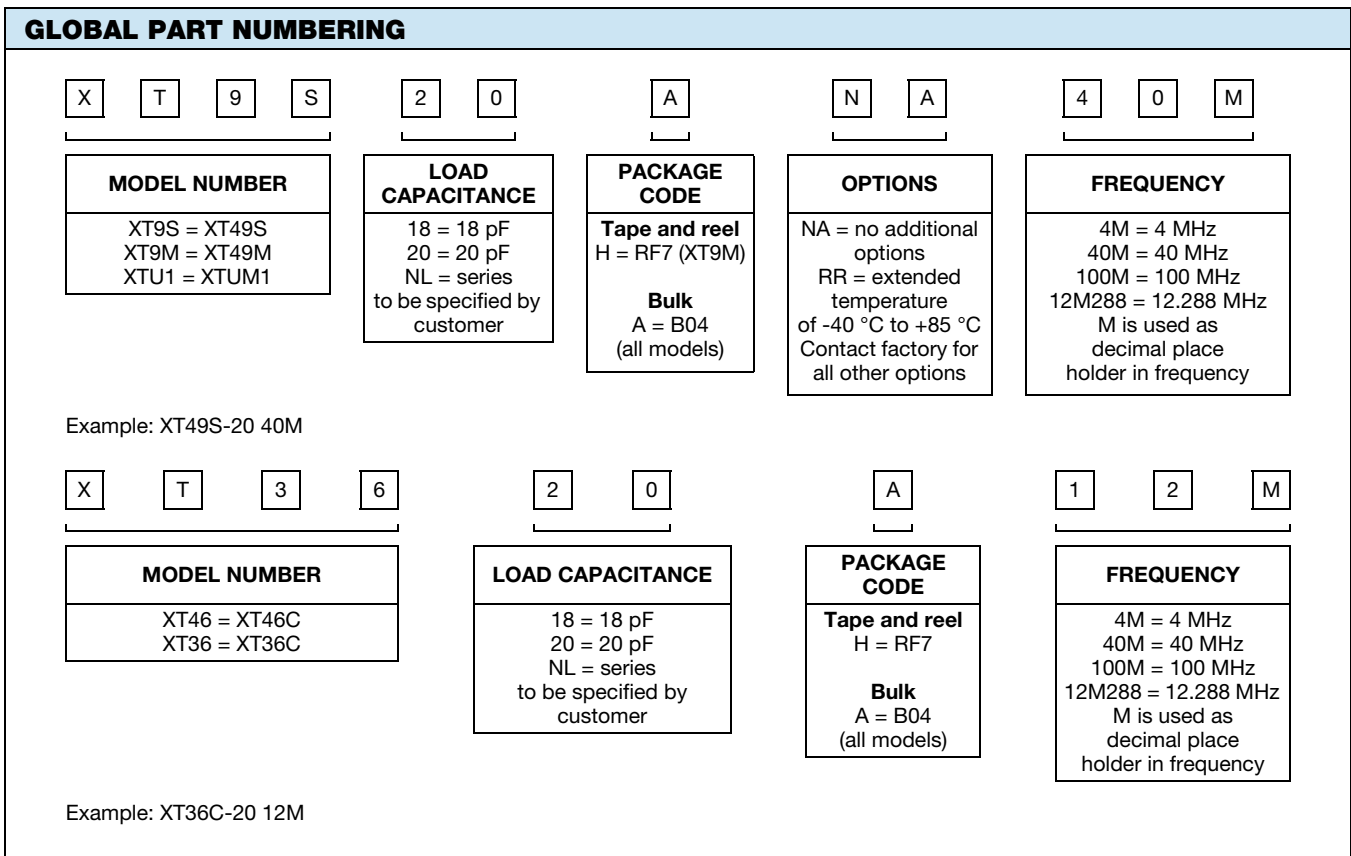 GLOBAL PART NUMBERING
X T 9 S 2 0 A N A 4 0 M
MODEL NUMBER
XT9S = XT49S
XT9M = XT49M
XTU1 = XTUM1
LOAD
CAPACITANCE
18 = 18 pF
20 = 20 pF
NL = series
to be specified by
customer
PACKAGE
CODE
Tape and reel
H = RF7 (XT9M)
Bulk
A = B04
(all models)
OPTIONS
NA = no additional
options
RR = extended
temperature
of -40 °C to +85 °C
Contact factory for
all other options
FREQUENCY
4M = 4 MHz
40M = 40 MHz
100M = 100 MHz
12M288 = 12.288 MHz
M is used as
decimal place
holder in frequency
Example: XT49S-20 40M
X T 3 6 2 0 A 1 2 M
MODEL NUMBER
XT46 = XT46C
XT36 = XT36C
LOAD CAPACITANCE
18 = 18 pF
20 = 20 pF
NL = series
to be specified by
customer
PACKAGE
CODE
Tape and reel
H = RF7
Bulk
A = B04
(all models)
FREQUENCY
4M = 4 MHz
40M = 40 MHz
100M = 100 MHz
12M288 = 12.288 MHz
M is used as
decimal place
holder in frequency
Example: XT36C-20 12M